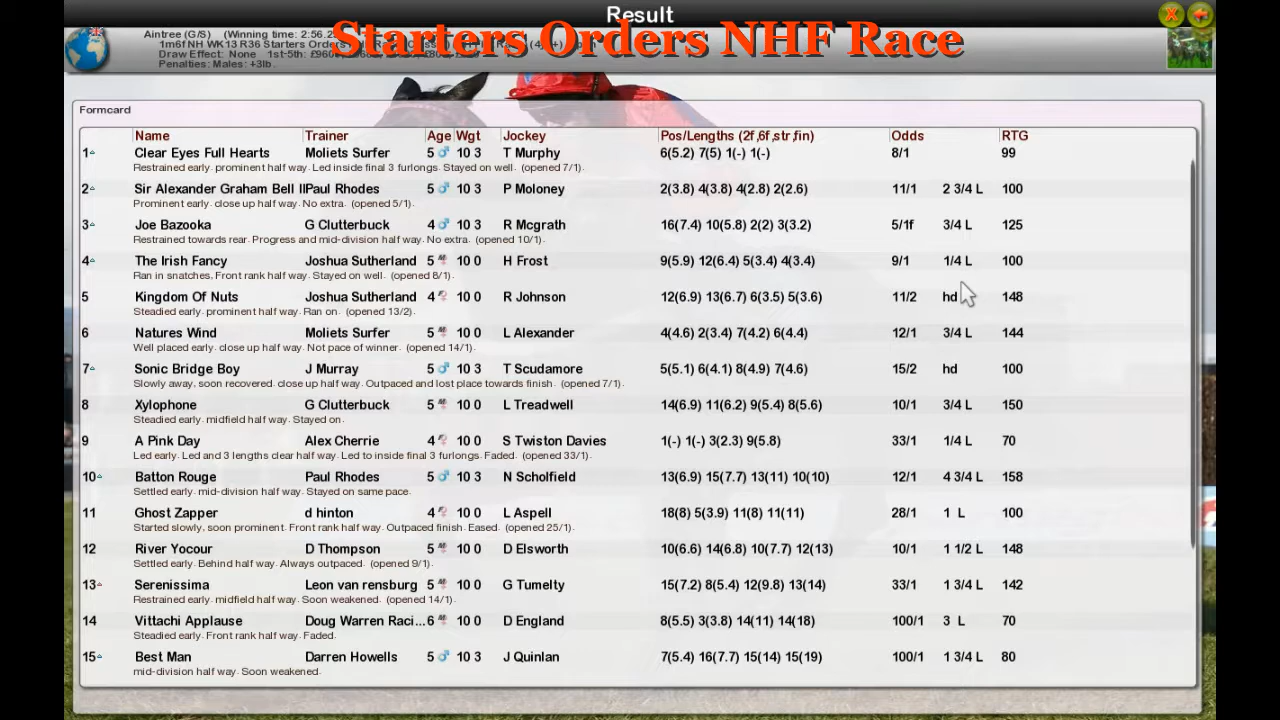 Result
Starters Orders NHF Race
Aintree (G/S) (Winning time: 2:56.2
1m6f NH WK13 R36 Starters Orders
Draw Effect: None 1st-5th:
Penalties: Males: +3lb.
Formcard
Name Trainer Age Wgt Jockey Pos/Lengths (2f,6f,str,fin) Odds RTG
1 Clear Eyes Full Hearts Moliets Surfer 5 10 3 T Murphy 6(5.2) 7(5) 1(-) 1(-) 8/1 99
Restrained early. prominent half way. Led inside final 3 furlongs. Stayed on well. (opened 7/1).
2 Sir Alexander Graham Bell II Paul Rhodes 5 10 3 P Moloney 2(3.8) 4(3.8) 4(2.8) 2(2.6) 11/1 2 3/4 L 100
Prominent early. close up half way. No extra. (opened 5/1).
3 Joe Bazooka G Clutterbuck 4 10 3 R Mcgrath 16(7.4) 10(5.8) 2(2) 3(3.2) 5/1f 3/4 L 125
Restrained towards rear. Progress and mid-division half way. No extra. (opened 10/1).
4 The Irish Fancy Joshua Sutherland 5 10 0 H Frost 9(5.9) 12(6.4) 5(3.4) 4(3.4) 9/1 1/4 L 100
Ran in snatches. Front rank half way. Stayed on well. (opened 8/1).
5 Kingdom Of Nuts Joshua Sutherland 4 10 0 R Johnson 12(6.9) 13(6.7) 6(3.5) 5(3.6) 11/2 hd 148
Steadied early. prominent half way. Ran on. (opened 13/2).
6 Natures Wind Moliets Surfer 5 10 0 L Alexander 4(4.6) 2(3.4) 7(4.2) 6(4.4) 12/1 3/4 L 144
Well placed early. close up half way. Not pace of winner. (opened 14/1).
7 Sonic Bridge Boy J Murray 5 10 3 T Scudamore 5(5.1) 6(4.1) 8(4.9) 7(4.6) 15/2 hd 100
Slowly away, soon recovered. close up half way. Outpaced and lost place towards finish. (opened 7/1).
8 Xylophone G Clutterbuck 5 10 0 L Treadwell 14(6.9) 11(6.2) 9(5.4) 8(5.6) 10/1 3/4 L 150
Steadied early. midfield half way. Stayed on.
9 A Pink Day Alex Cherrie 4 10 0 S Twiston Davies 1(-) 1(-) 3(2.3) 9(5.8) 33/1 1/4 L 70
Led early. Led and 3 lengths clear half way. Led to inside final 3 furlongs. Faded. (opened 33/1).
10 Batton Rouge Paul Rhodes 5 10 3 N Scholfield 13(6.9) 15(7.7) 13(11) 10(10) 12/1 4 3/4 L 158
Settled early. mid-division half way. Stayed on same pace.
11 Ghost Zapper d hinton 4 10 0 L Aspell 18(8) 5(3.9) 11(8) 11(11) 28/1 1 L 100
Started slowly, soon prominent. Front rank half way. Outpaced finish. Eased. (opened 25/1).
12 River Yocour D Thompson 5 10 0 D Elsworth 10(6.6) 14(6.8) 10(7.7) 12(13) 10/1 1 1/2 L 148
Settled early. Behind half way. Always outpaced. (opened 9/1).
13 Serenissima Leon van rensburg 5 10 0 G Tumelty 15(7.2) 8(5.4) 12(9.8) 13(14) 33/1 1 3/4 L 142
Restrained early. midfield half way. Soon weakened. (opened 14/1).
14 Vittachi Applause Doug Warren Raci... 6 10 0 D England 8(5.5) 3(3.8) 14(11) 14(18) 100/1 3 L 70
Steadied early. Front rank half way. Faded.
15 Best Man Darren Howells 5 10 3 J Quinlan 7(5.4) 16(7.7) 15(14) 15(19) 100/1 1 3/4 L 80
mid-division half way. Soon weakened.